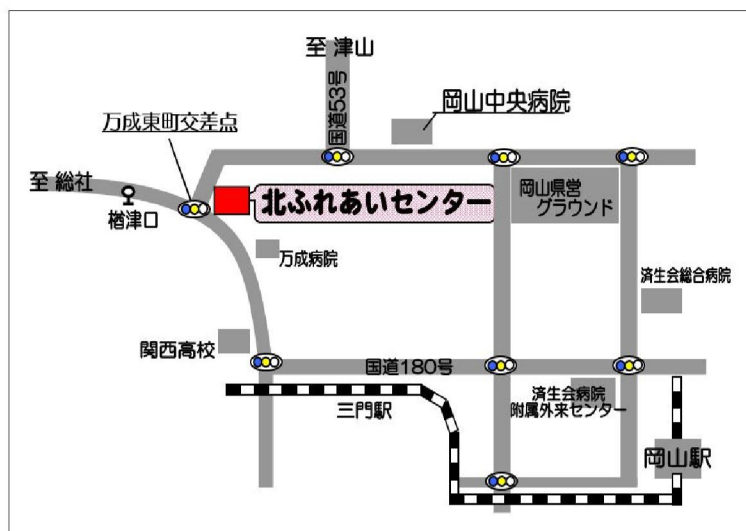 至 津山
国道53号
岡山中央病院
万成東町交差点
至 総社
楢津口
北ふれあいセンター
岡山県営
グラウンド
万成病院
済生会総合病院
関西高校
国道180号
済生会病院
附属外来センター
三門駅
岡山駅